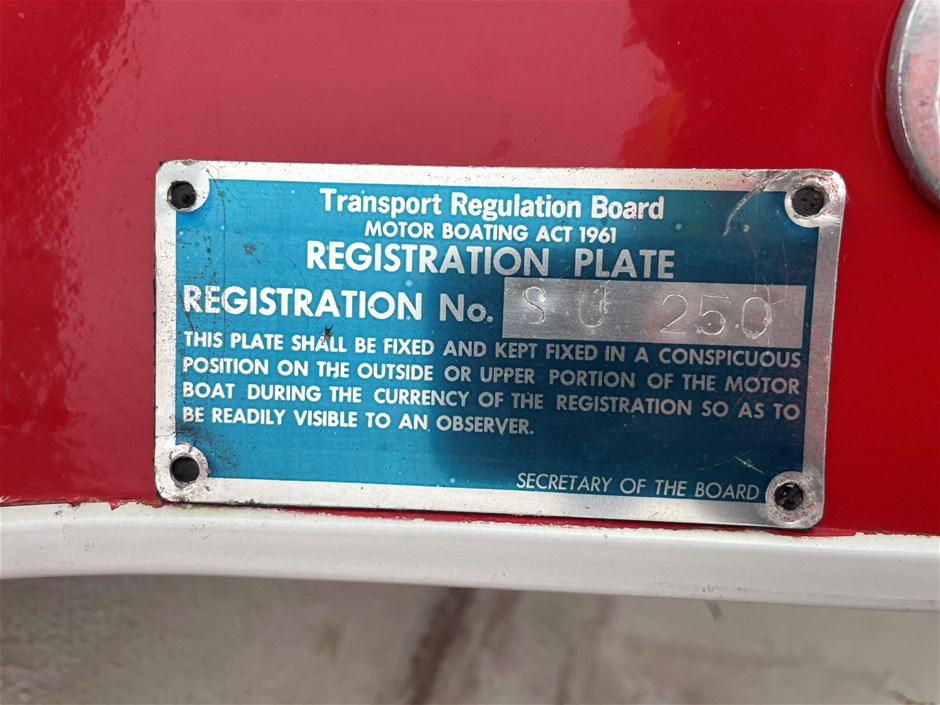 Transport Regulation Board
MOTOR BOATING ACT 1961
REGISTRATION PLATE
REGISTRATION No. SU 250
THIS PLATE SHALL BE FIXED AND KEPT FIXED IN A CONSPICUOUS
POSITION ON THE OUTSIDE OR UPPER PORTION OF THE MOTOR
BOAT DURING THE CURRENCY OF THE REGISTRATION SO AS TO
BE READILY VISIBLE TO AN OBSERVER.
SECRETARY OF THE BOARD